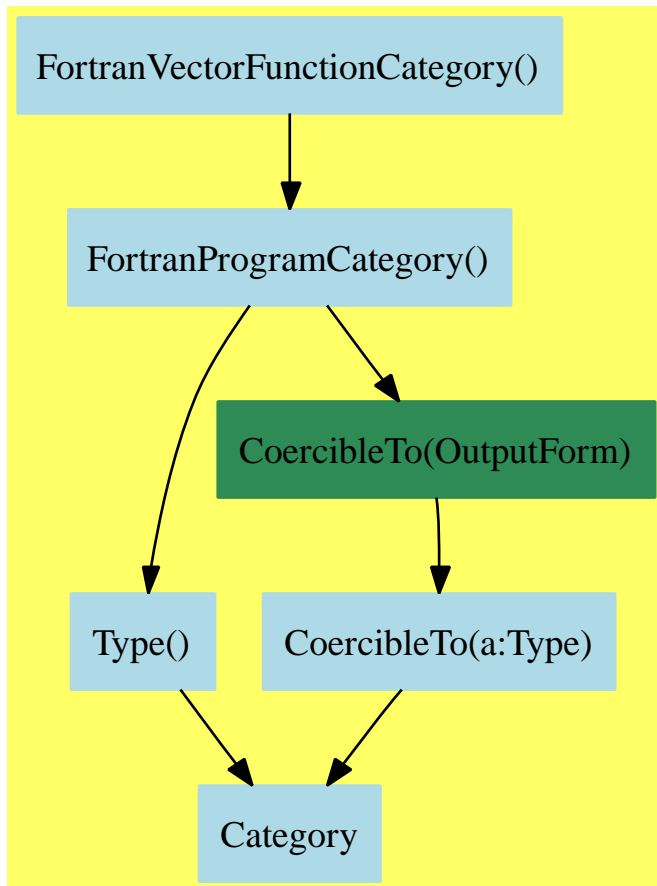 FortranVectorFunctionCategory()
FortranProgramCategory()
CoercibleTo(OutputForm)
Type()
CoercibleTo(a:Type)
Category